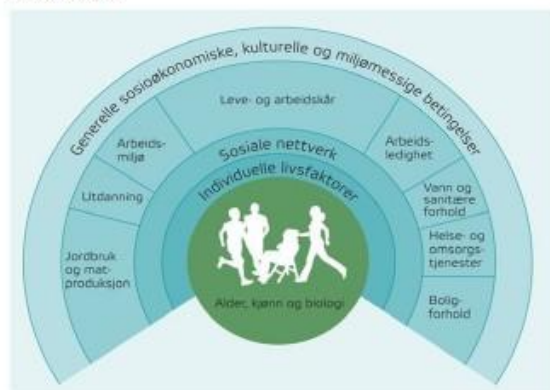 Generelle sosioøkonomiske, kulturelle og miljømessige betingelser
Leve- og arbeidskår
Arbeids-
miljø
Utdanning
Jordbruk
og mat-
produksjon
Arbeids-
ledighet
Vann og
sanitære
forhold
Helse- og
omsorgs-
tjenester
Bolig-
forhold
Sosiale nettverk
Individuelle livsfaktorer
Alder, kjønn og biologi